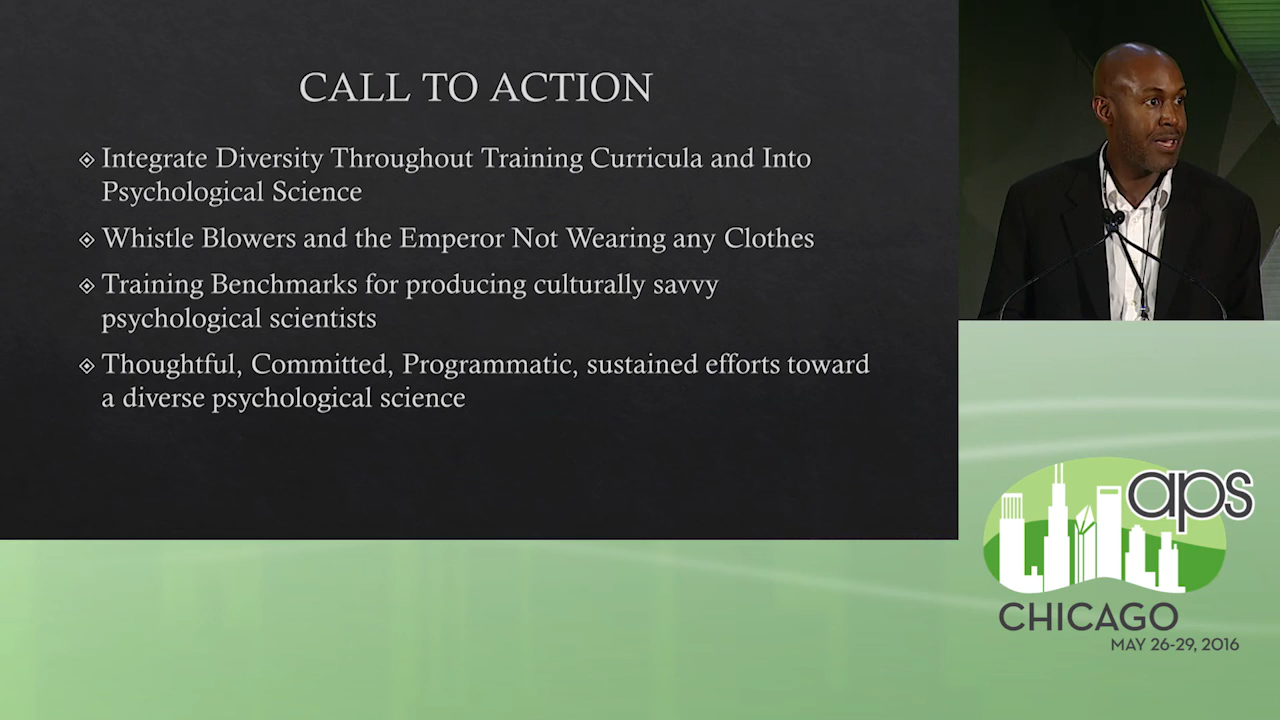 CALL TO ACTION
Integrate Diversity Throughout Training Curricula and Into
Psychological Science
Whistle Blowers and the Emperor Not Wearing any Clothes
Training Benchmarks for producing culturally savvy
psychological scientists
Thoughtful, Committed, Programmatic, sustained efforts toward
a diverse psychological science
aps
CHICAGO
MAY 26-29, 2016